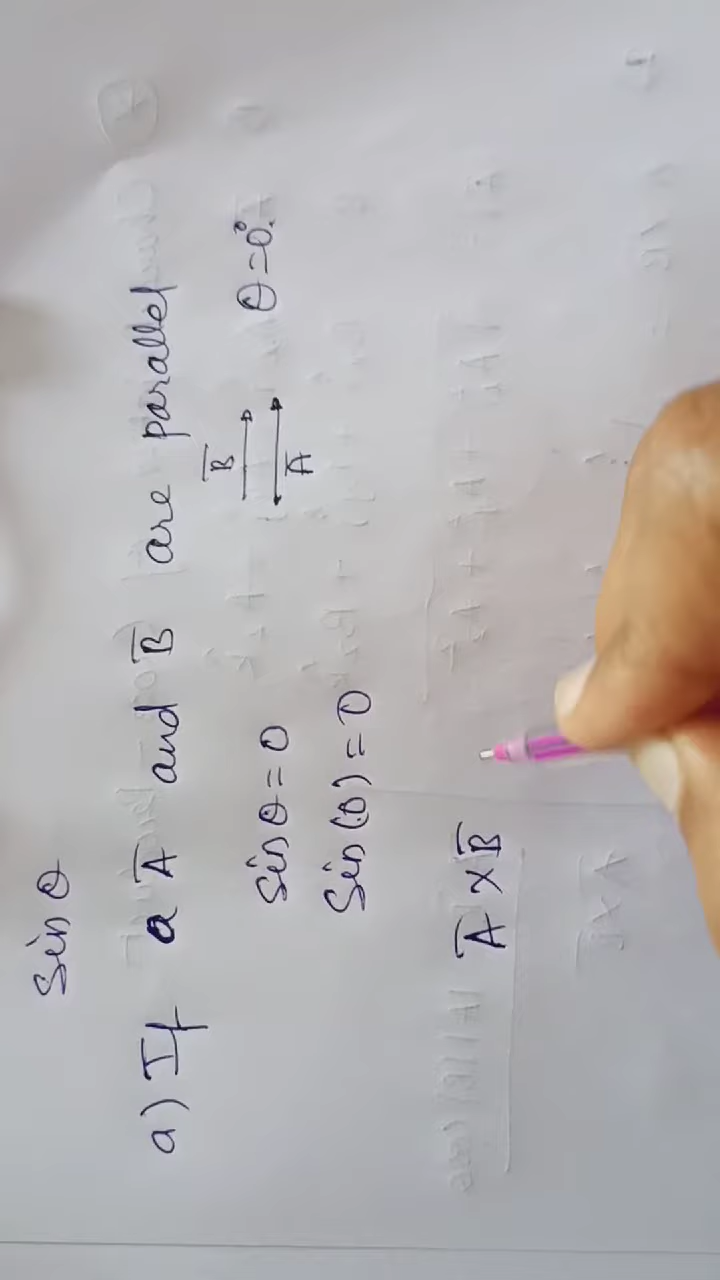 Sin θ
a) If a A̅ and B̅ are parallel
B̅
Sin θ = 0 A̅ θ = 0°.
Sin (0) = 0
A̅ × B̅